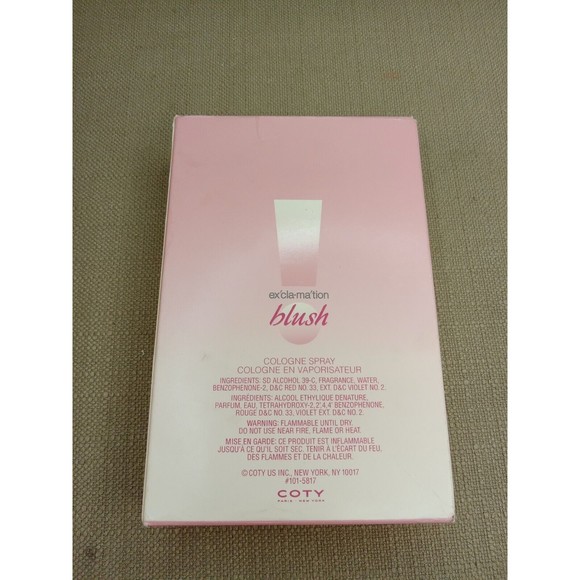 ex'cla·ma'tion
blush
COLOGNE SPRAY
COLOGNE EN VAPORISATEUR
INGREDIENTS: SD ALCOHOL 39-C, FRAGRANCE, WATER,
BENZOPHENONE-2, D&C RED NO. 33, EXT. D&C VIOLET NO. 2.
INGRÉDIENTS: ALCOOL ETHYLIQUE DENATURE,
PARFUM, EAU, TETRAHYDROXY-2,2',4,4' BENZOPHENONE,
ROUGE D&C NO. 33, VIOLET EXT. D&C NO. 2.
WARNING: FLAMMABLE UNTIL DRY.
DO NOT USE NEAR FIRE, FLAME OR HEAT.
MISE EN GARDE: CE PRODUIT EST INFLAMMABLE
JUSQU'A CE QU'IL SOIT SEC. TENIR À L'ÉCART DU FEU,
DES FLAMMES ET DE LA CHALEUR.
© COTY US INC., NEW YORK, NY 10017
#101-5817
COTY
PARIS · NEW YORK